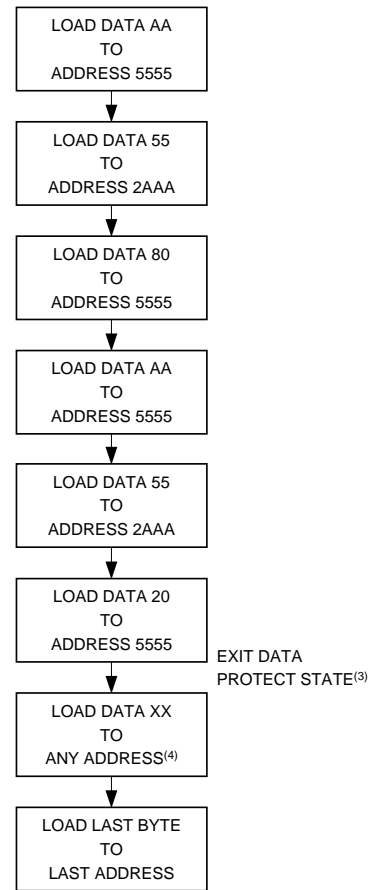 LOAD DATA AA
TO
ADDRESS 5555
LOAD DATA 55
TO
ADDRESS 2AAA
LOAD DATA 80
TO
ADDRESS 5555
LOAD DATA AA
TO
ADDRESS 5555
LOAD DATA 55
TO
ADDRESS 2AAA
LOAD DATA 20
TO
ADDRESS 5555
EXIT DATA
PROTECT STATE(3)
LOAD DATA XX
TO
ANY ADDRESS(4)
LOAD LAST BYTE
TO
LAST ADDRESS